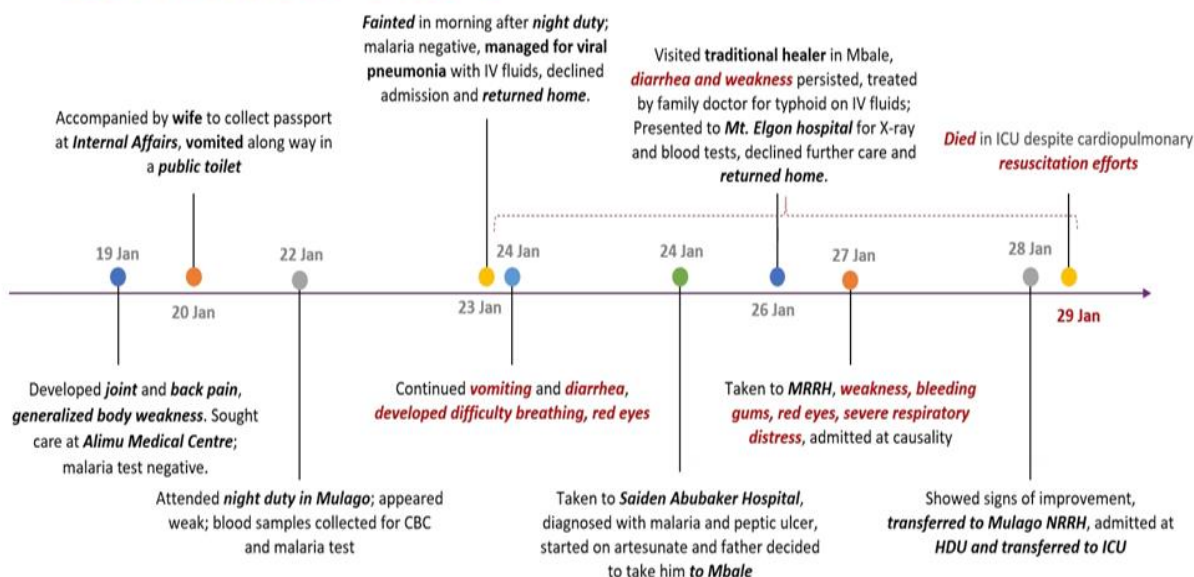 Fainted in morning after night duty;
malaria negative, managed for viral
pneumonia with IV fluids, declined
admission and returned home.
Visited traditional healer in Mbale,
diarrhea and weakness persisted, treated
by family doctor for typhoid on IV fluids;
Presented to Mt. Elgon hospital for X-ray
and blood tests, declined further care and
returned home.
Accompanied by wife to collect passport
at Internal Affairs, vomited along way in
a public toilet
Died in ICU despite cardiopulmonary
resuscitation efforts
19 Jan
20 Jan
22 Jan
23 Jan
24 Jan
24 Jan
26 Jan
27 Jan
28 Jan
29 Jan
Developed joint and back pain,
generalized body weakness. Sought
care at Alimu Medical Centre;
malaria test negative.
Continued vomiting and diarrhea,
developed difficulty breathing, red eyes
Taken to MRRH, weakness, bleeding
gums, red eyes, severe respiratory
distress, admitted at causality
Attended night duty in Mulago; appeared
weak; blood samples collected for CBC
and malaria test
Taken to Saiden Abubaker Hospital,
diagnosed with malaria and peptic ulcer,
started on artesunate and father decided
to take him to Mbale
Showed signs of improvement,
transferred to Mulago NRRH, admitted at
HDU and transferred to ICU